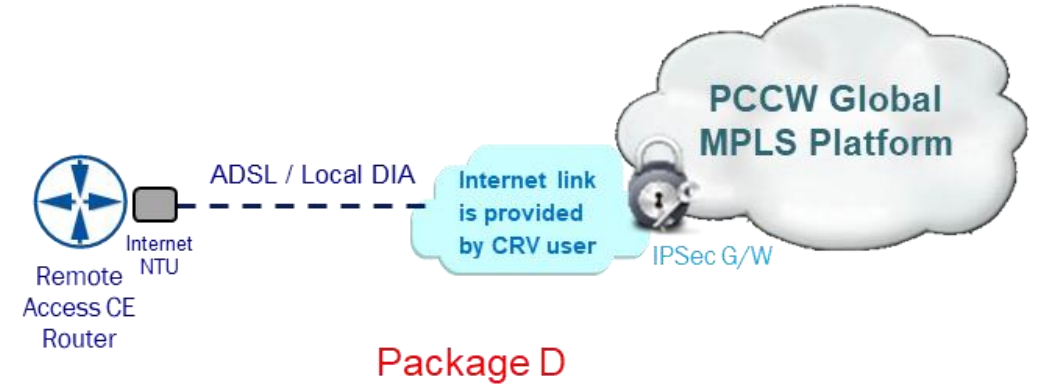 PCCW Global
MPLS Platform
ADSL / Local DIA
Internet link
is provided
by CRV user
IPSec G/W
Internet
NTU
Remote
Access CE
Router
Package D